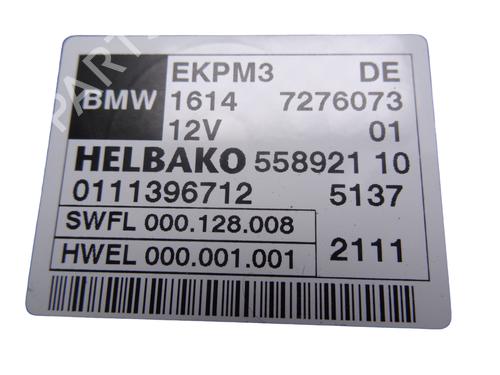 EKPM3 DE
BMW 1614 7276073
12V 01
HELBAKO 558921 10
0111396712 5137
SWFL 000.128.008
HWEL 000.001.001 2111